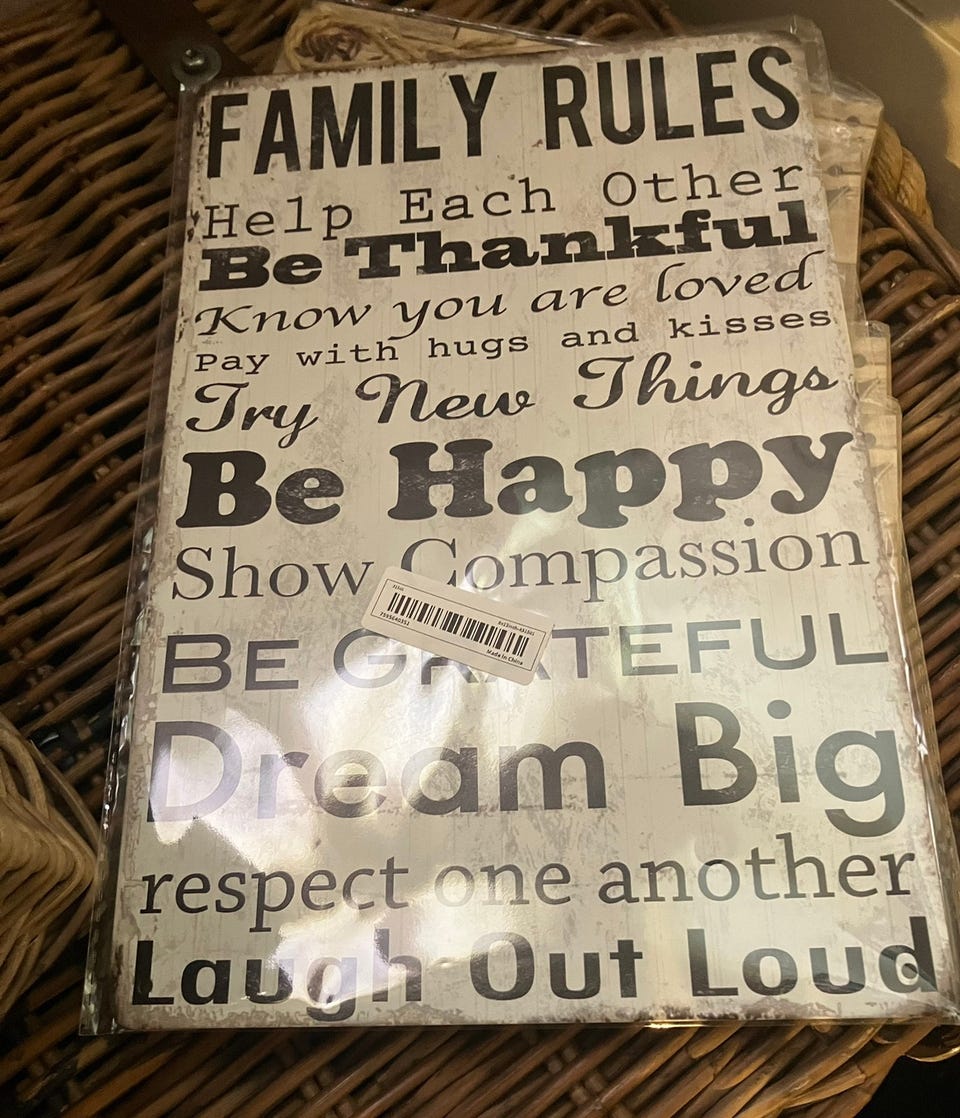 FAMILY RULES
Help Each Other
Be Thankful
Know you are loved
Pay with hugs and kisses
Try New Things
Be Happy
Show Compassion
BE GRATEFUL
Made In China
Dream Big
respect one another
Laugh Out Loud